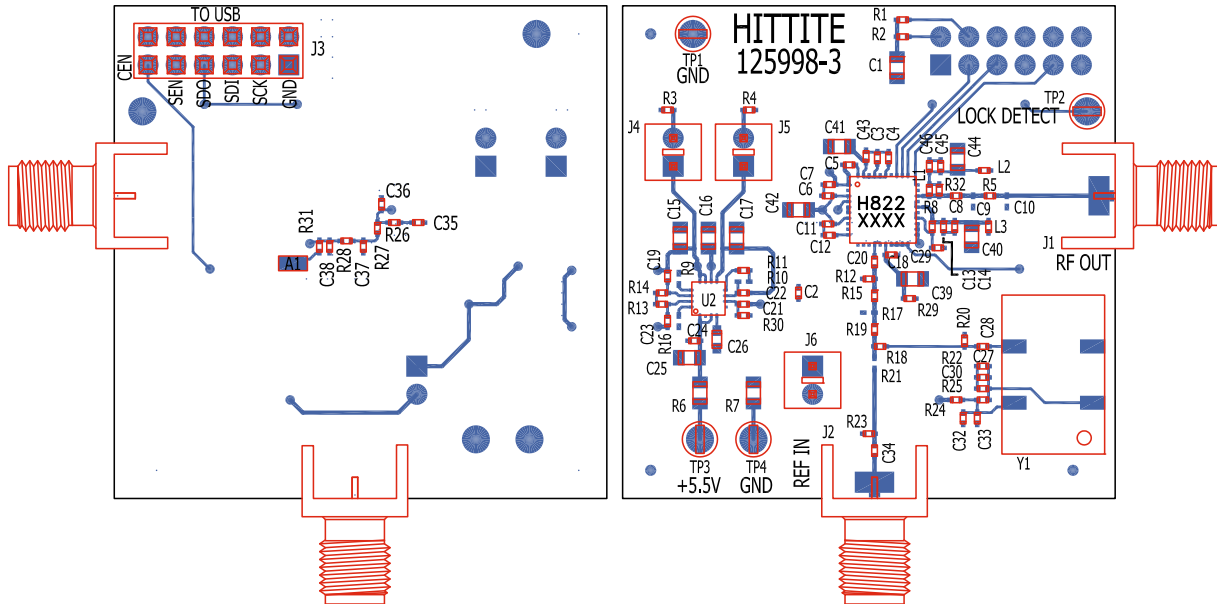 TO USB
J3
CEN
SEN
SDO
SDI
SCK
GND
C36
R31
R26
C35
A1
C38
R28
C37
R27
HITTITE
125998-3
TP1
GND
R1
R2
C1
TP2
LOCK DETECT
R3
R4
J4
J5
C41
C43
C3
C4
C5
C7
C6
C42
C11
C12
H822
XXXX
L1
C46
C45
C44
L2
R32
R5
R8
C8
C9
C10
L3
C40
J1
RF OUT
C15
C16
C17
C19
R9
R11
R10
R14
R13
U2
C22
C21
R30
C2
C23
R16
C24
C25
C26
C20
C18
C29
R12
R15
C39
C13
C14
R17
R29
R19
R20
C28
R18
R22
C27
R21
C30
R25
R24
C32
C33
Y1
J6
R6
R7
J2
R23
C34
TP3
+5.5V
TP4
GND
REF IN